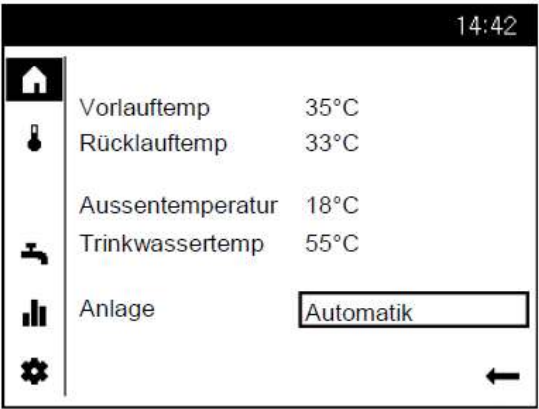 14:42
Vorlauftemp 35°C
Rücklauftemp 33°C
Aussentemperatur 18°C
Trinkwassertemp 55°C
Anlage Automatik